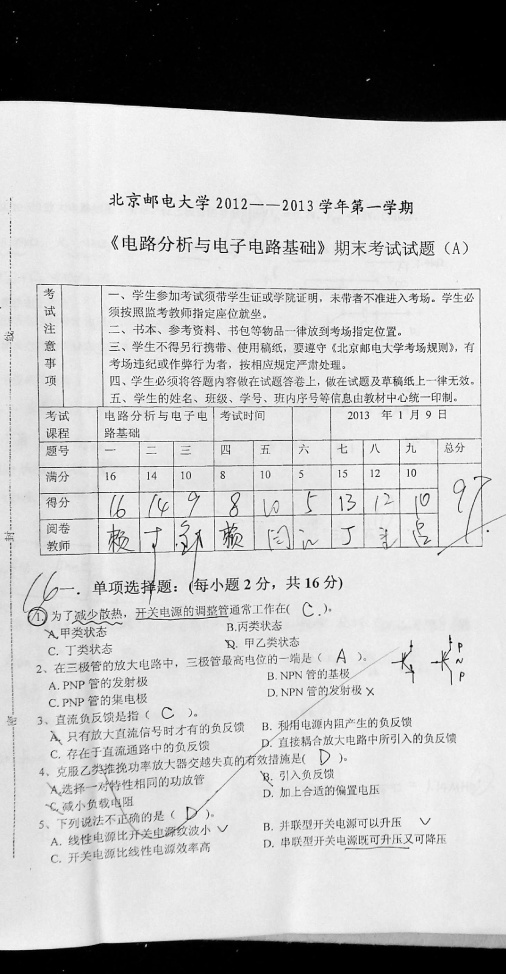 北京邮电大学2012——2013学年第一学期
《电路分析与电子电路基础》期末考试试题（A）
考试注意事项
一、学生参加考试须带学生证或学院证明，未带者不准进入考场。学生必
须按照监考教师指定座位就坐。
二、书本、参考资料、书包等物品一律放到考场指定位置。
三、学生不得另行携带、使用稿纸，要遵守《北京邮电大学考场规则》，有
考场违纪或作弊行为者，按相应规定严肃处理。
四、学生必须将答题内容做在试题答卷上，做在试题及草稿纸上一律无效。
五、学生的姓名、班级、学号、班内序号等信息由教材中心统一印制。
考试课程 电路分析与电子电路基础 考试时间 2013 年 1 月 9 日
题号 一 二 三 四 五 六 七 八 九 总分
满分 16 14 10 8 10 5 15 12 10
得分 16 14 9 8 10 5 13 12 10 97
阅卷教师
16
一．单项选择题：(每小题 2 分，共 16 分)
1、为了减少散热，开关电源的调整管通常工作在( C. )。
A.甲类状态 B.丙类状态
C. 丁类状态 D. 甲乙类状态
2、在三极管的放大电路中，三极管最高电位的一端是（ A ）。
A. PNP 管的发射极 B. NPN 管的基极
C. PNP 管的集电极 D. NPN 管的发射极 ×
P
N
P
3、直流负反馈是指（ C ）。
A. 只有放大直流信号时才有的负反馈 B. 利用电源内阻产生的负反馈
C. 存在于直流通路中的负反馈 D. 直接耦合放大电路中所引入的负反馈
4、克服乙类推挽功率放大器交越失真的有效措施是( D )。
A.选择一对特性相同的功放管 B. 引入负反馈
C.减小负载电阻 D. 加上合适的偏置电压
5、下列说法不正确的是（ D ）。
A. 线性电源比开关电源纹波小 ✓ B. 并联型开关电源可以升压 ✓
C. 开关电源比线性电源效率高 D. 串联型开关电源既可升压又可降压